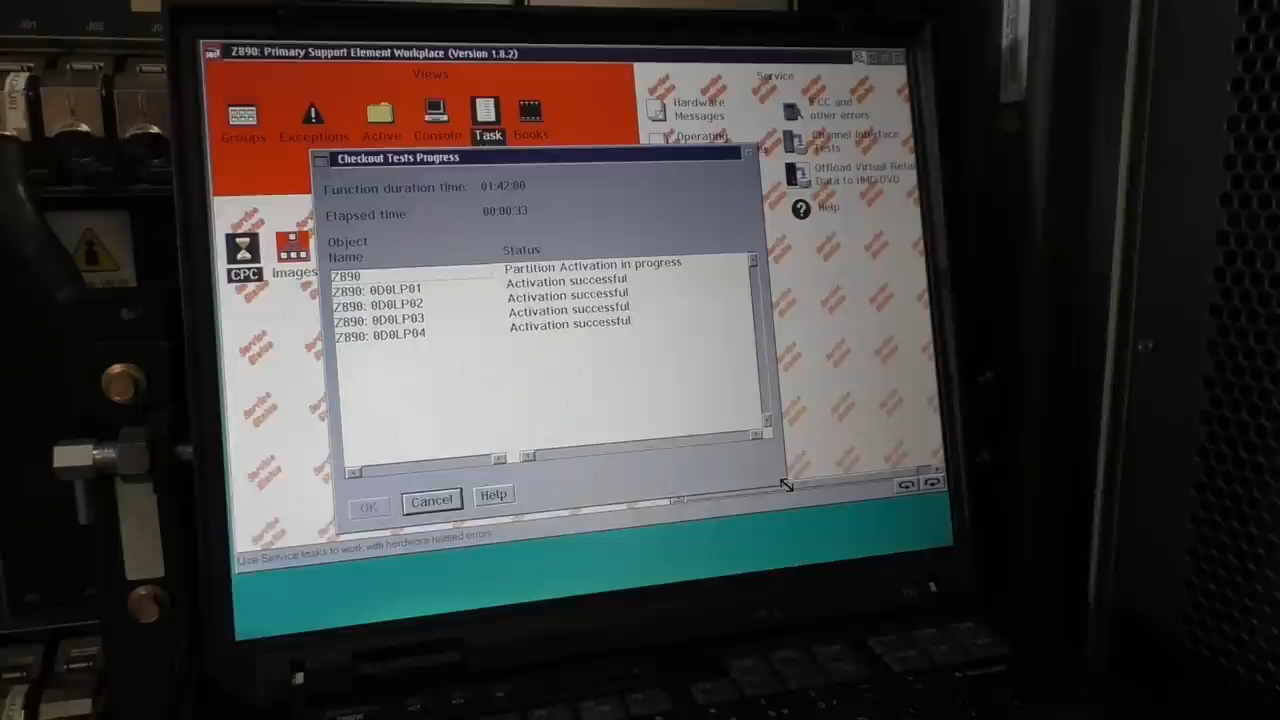 J01 J02
Z890: Primary Support Element Workplace (Version 1.8.2)
Views
Groups Exceptions Active Console Task Books
Service
Hardware Messages
Operating
other errors
Channel Interface Tests
Offload Virtual
Data to HMC DVD
Help
CPC Images
Checkout Tests Progress
Function duration time: 01:42:00
Elapsed time: 00:00:33
Object Name Status
Z890 Partition Activation in progress
Z890: 0D0LP01 Activation successful
Z890: 0D0LP02 Activation successful
Z890: 0D0LP03 Activation successful
Z890: 0D0LP04 Activation successful
OK Cancel Help
Use Service tasks to work with hardware related errors
Service Status